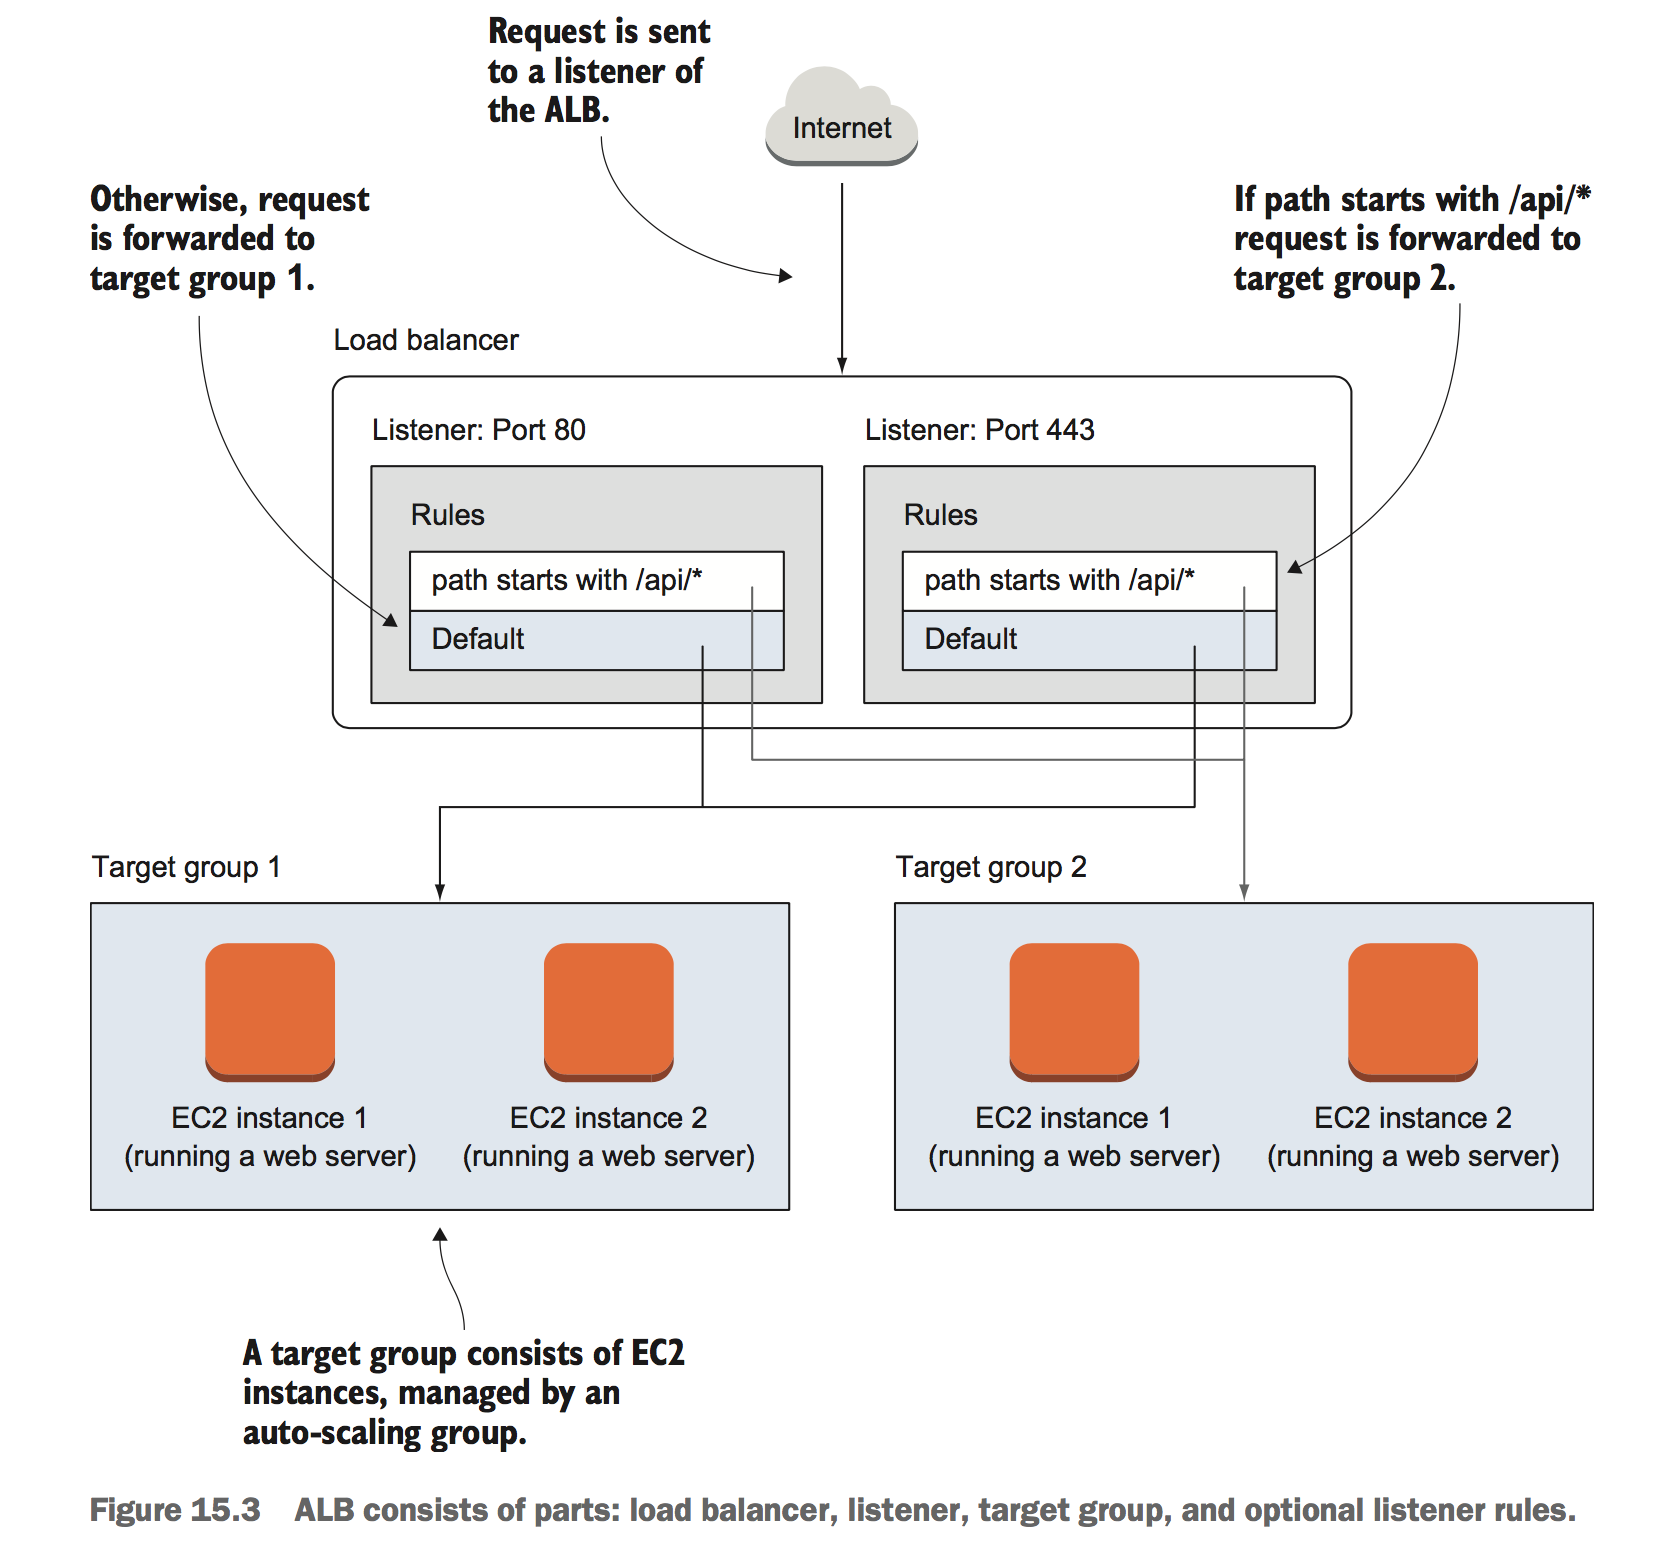 Request is sent
to a listener of
the ALB.
Internet
Otherwise, request
is forwarded to
target group 1.
If path starts with /api/*
request is forwarded to
target group 2.
Load balancer
Listener: Port 80
Listener: Port 443
Rules
Rules
path starts with /api/*
path starts with /api/*
Default
Default
Target group 1
Target group 2
EC2 instance 1
(running a web server)
EC2 instance 2
(running a web server)
EC2 instance 1
(running a web server)
EC2 instance 2
(running a web server)
A target group consists of EC2
instances, managed by an
auto-scaling group.
Figure 15.3 ALB consists of parts: load balancer, listener, target group, and optional listener rules.